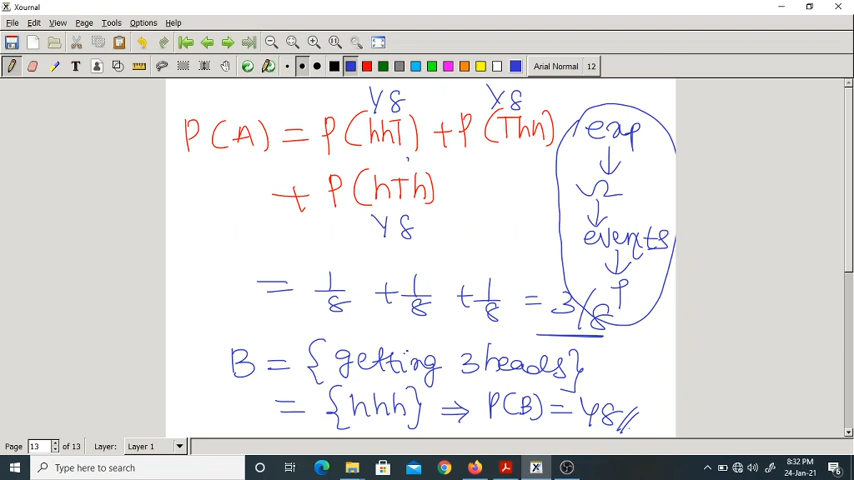 Xournal
File Edit View Page Tools Options Help
Arial Normal 12
1/8 1/8
P(A) = P(hhT) + P(Thh)
+ P(hTh)
1/8
= 1/8 + 1/8 + 1/8 = 3/8
exp
↓
Ω
↓
events
↓
P
B = {getting 3 heads}
= {hhh} ⇒ P(B) = 1/8//
Page 13 of 13 Layer: Layer 1
Type here to search
8:32 PM
24-Jan-21
6